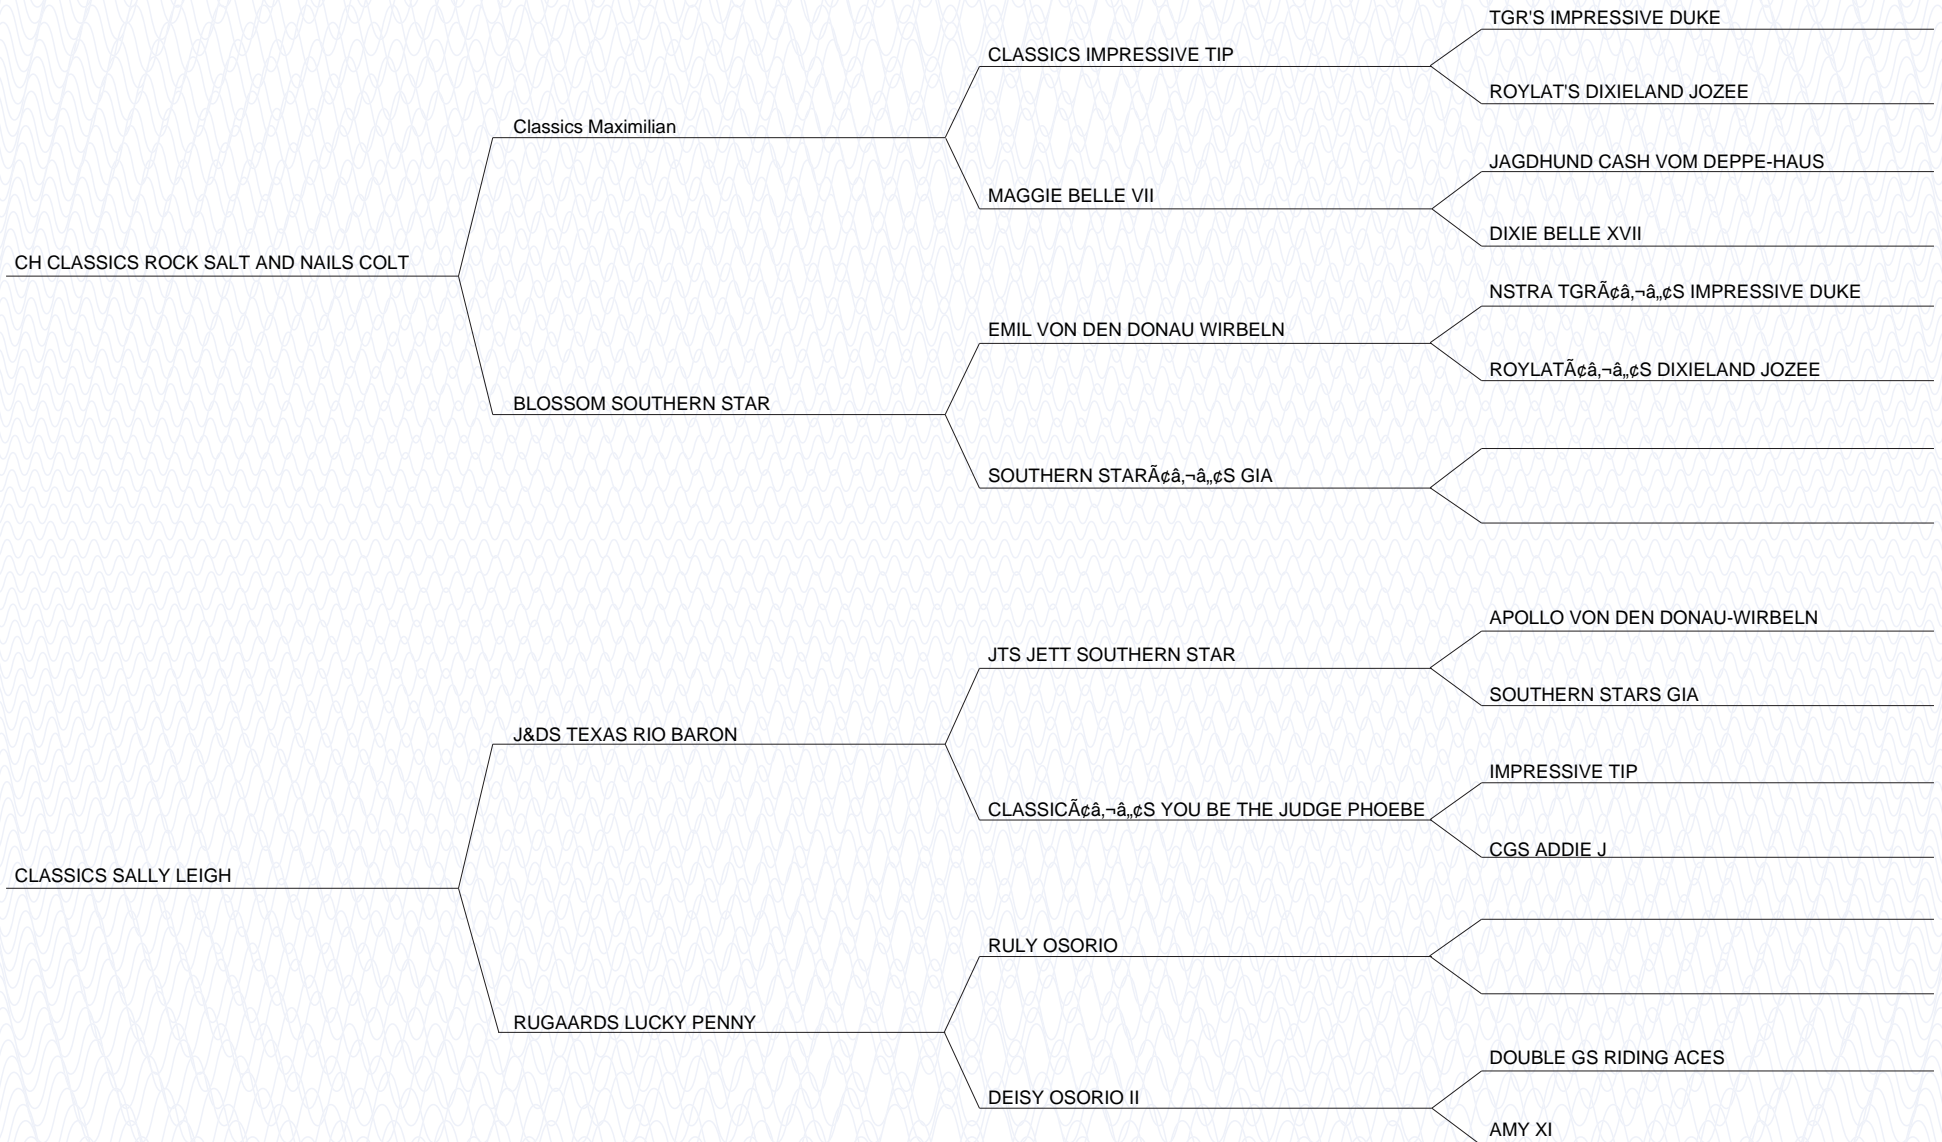 TGR'S IMPRESSIVE DUKE
CLASSICS IMPRESSIVE TIP
ROYLAT'S DIXIELAND JOZEE
Classics Maximilian
JAGDHUND CASH VOM DEPPE-HAUS
MAGGIE BELLE VII
DIXIE BELLE XVII
CH CLASSICS ROCK SALT AND NAILS COLT
NSTRA TGRÃ¢â‚¬â„¢S IMPRESSIVE DUKE
EMIL VON DEN DONAU WIRBELN
ROYLATÃ¢â‚¬â„¢S DIXIELAND JOZEE
BLOSSOM SOUTHERN STAR
SOUTHERN STARÃ¢â‚¬â„¢S GIA
APOLLO VON DEN DONAU-WIRBELN
JTS JETT SOUTHERN STAR
SOUTHERN STARS GIA
J&DS TEXAS RIO BARON
IMPRESSIVE TIP
CLASSICÃ¢â‚¬â„¢S YOU BE THE JUDGE PHOEBE
CGS ADDIE J
CLASSICS SALLY LEIGH
RULY OSORIO
RUGAARDS LUCKY PENNY
DOUBLE GS RIDING ACES
DEISY OSORIO II
AMY XI